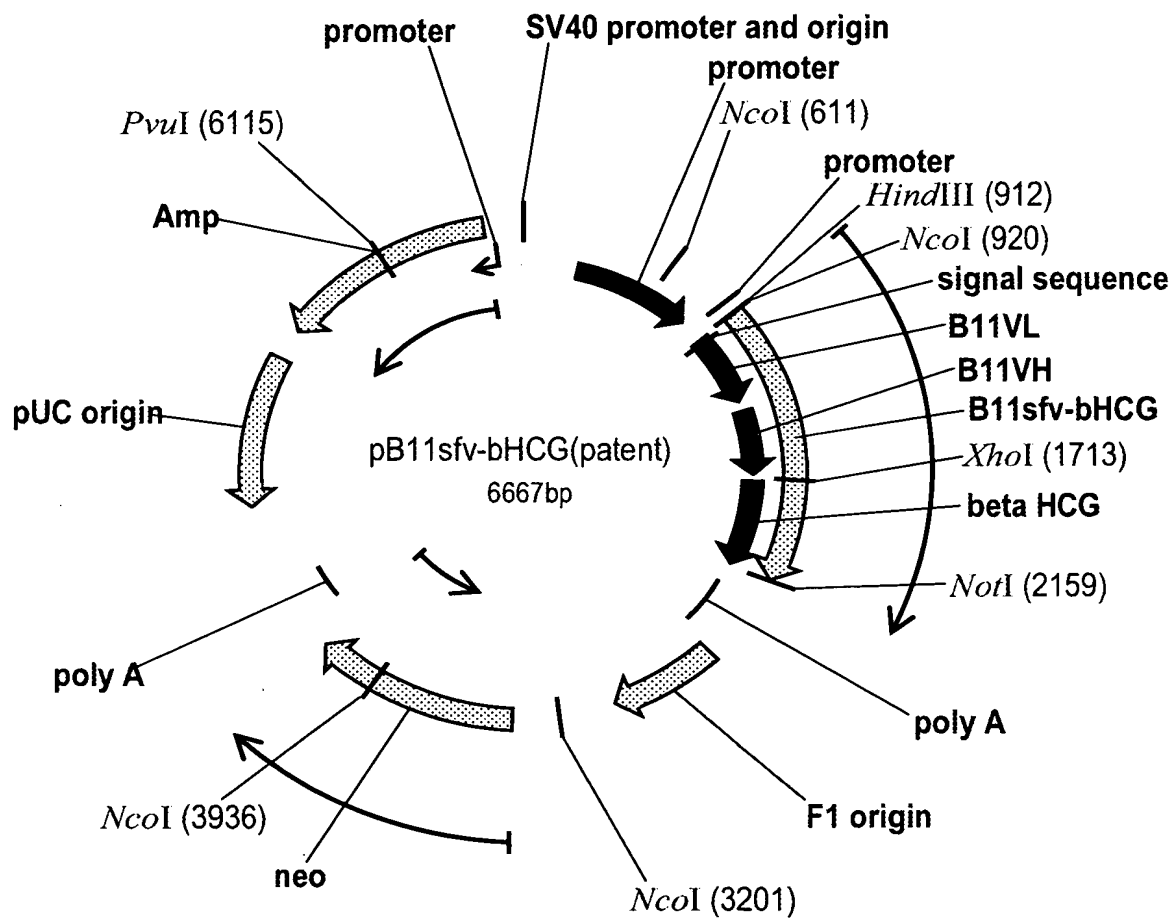 promoter
SV40 promoter and origin
promoter
NcoI (611)
PvuI (6115)
promoter
HindIII (912)
Amp
NcoI (920)
signal sequence
B11VL
B11VH
B11sfv-bHCG
pUC origin
pB11sfv-bHCG(patent)
6667bp
XhoI (1713)
beta HCG
NotI (2159)
poly A
poly A
NcoI (3936)
F1 origin
neo
NcoI (3201)